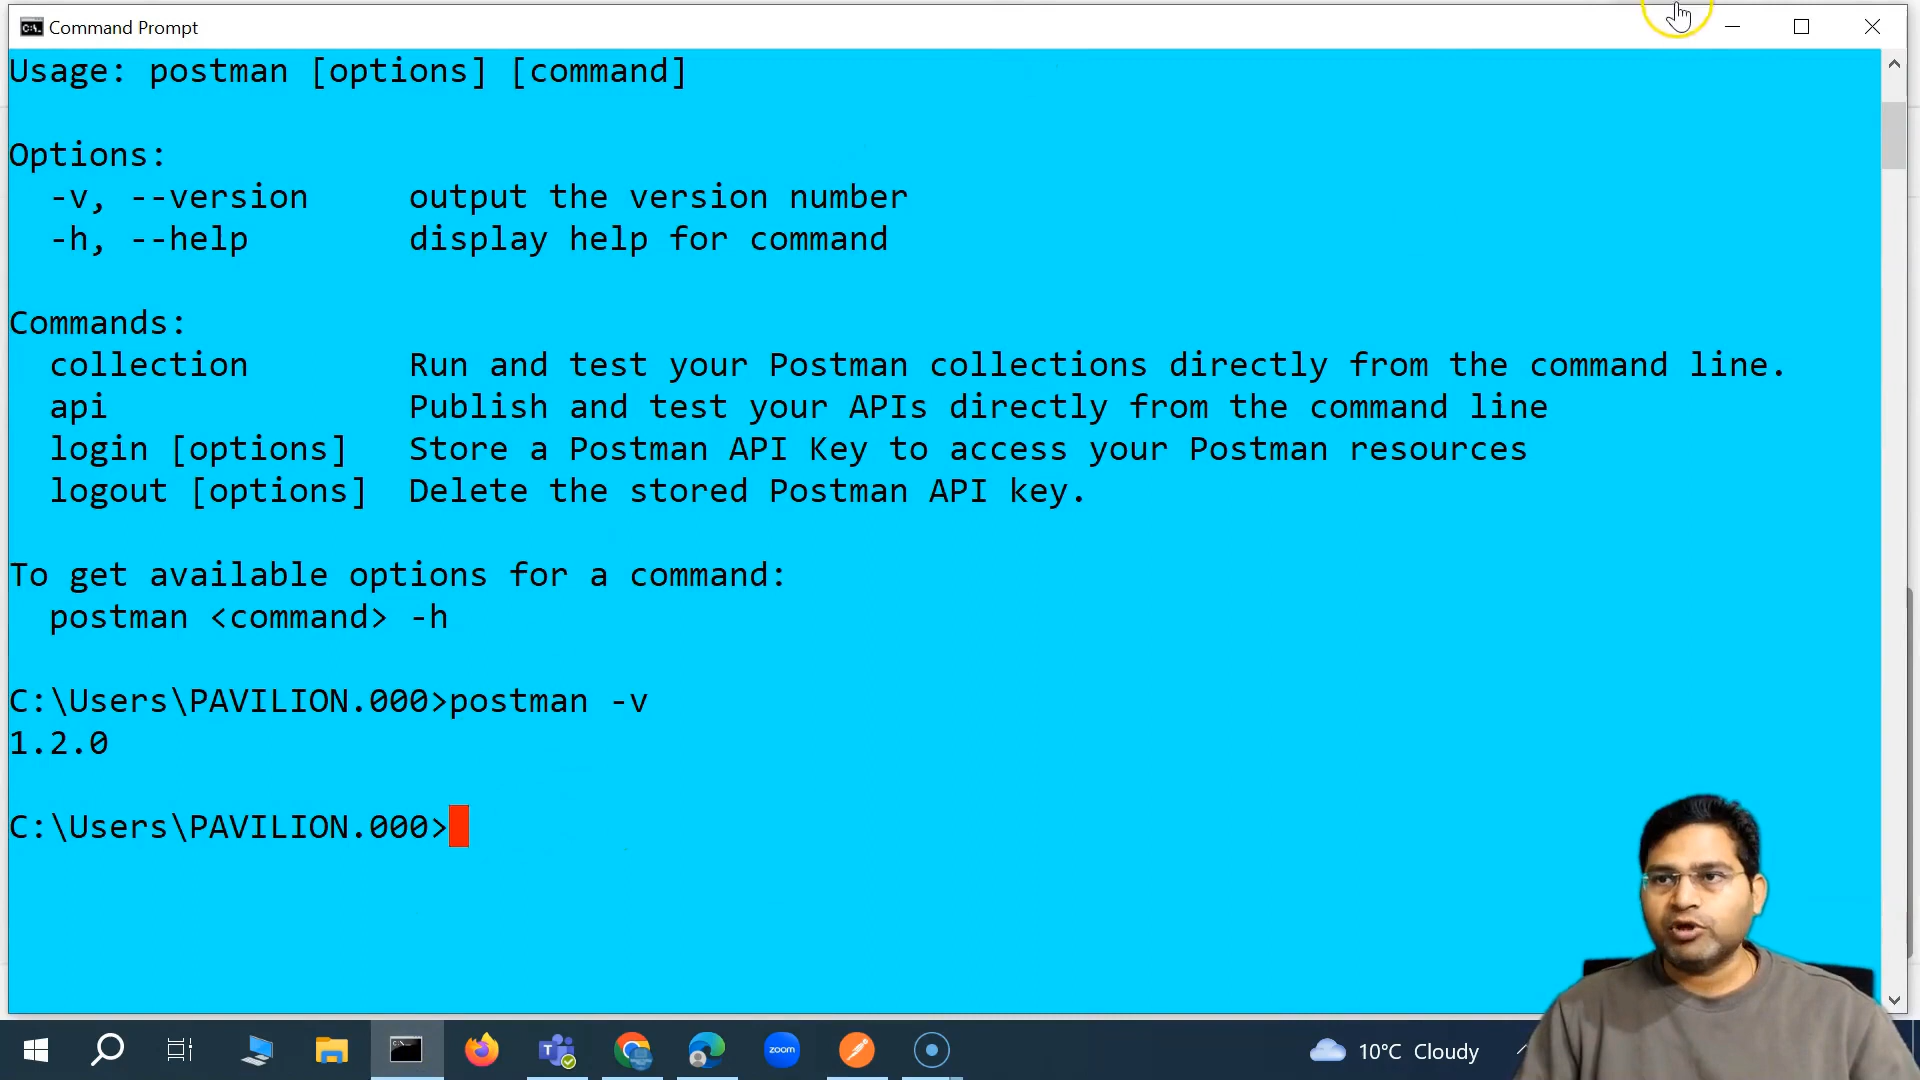 Command Prompt
Usage: postman [options] [command]
Options:
-v, --version output the version number
-h, --help display help for command
Commands:
collection Run and test your Postman collections directly from the command line.
api Publish and test your APIs directly from the command line
login [options] Store a Postman API Key to access your Postman resources
logout [options] Delete the stored Postman API key.
To get available options for a command:
postman <command> -h
C:\Users\PAVILION.000>postman -v
1.2.0
C:\Users\PAVILION.000>
zoom
10°C Cloudy